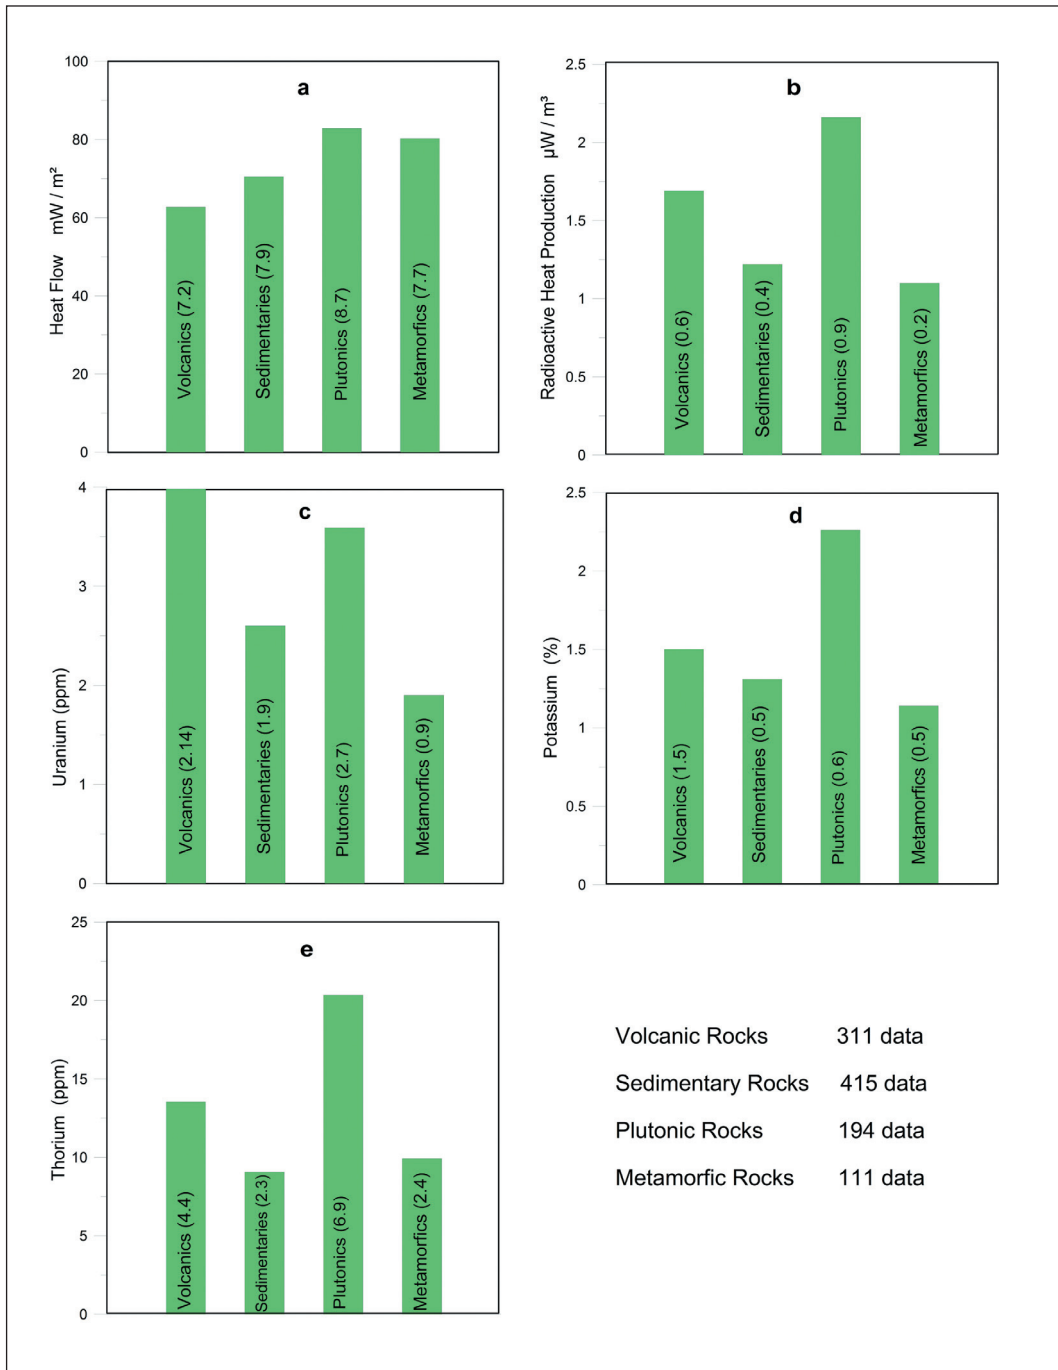 a
Heat Flow mW / m²
100
80
60
40
20
0
Volcanics (7.2)
Sedimentaries (7.9)
Plutonics (8.7)
Metamorfics (7.7)
b
Radioactive Heat Production µW / m³
2.5
2
1.5
1
0.5
0
Volcanics (0.6)
Sedimentaries (0.4)
Plutonics (0.9)
Metamorfics (0.2)
c
Uranium (ppm)
4
3
2
1
0
Volcanics (2.14)
Sedimentaries (1.9)
Plutonics (2.7)
Metamorfics (0.9)
d
Potassium (%)
2.5
2
1.5
1
0.5
0
Volcanics (1.5)
Sedimentaries (0.5)
Plutonics (0.6)
Metamorfics (0.5)
e
Thorium (ppm)
25
20
15
10
5
0
Volcanics (4.4)
Sedimentaries (2.3)
Plutonics (6.9)
Metamorfics (2.4)
Volcanic Rocks 311 data
Sedimentary Rocks 415 data
Plutonic Rocks 194 data
Metamorfic Rocks 111 data